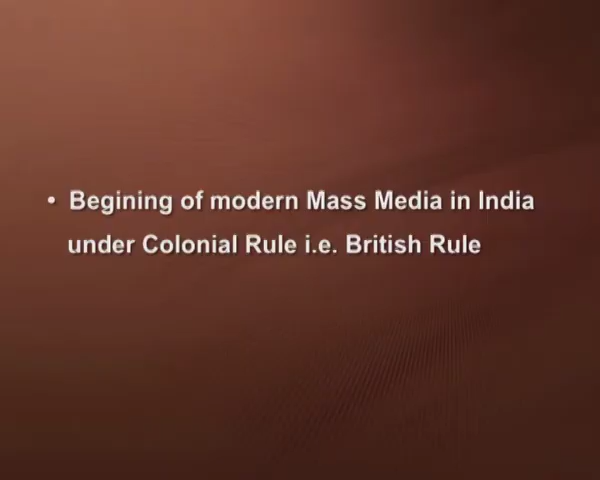 • Begining of modern Mass Media in India
under Colonial Rule i.e. British Rule